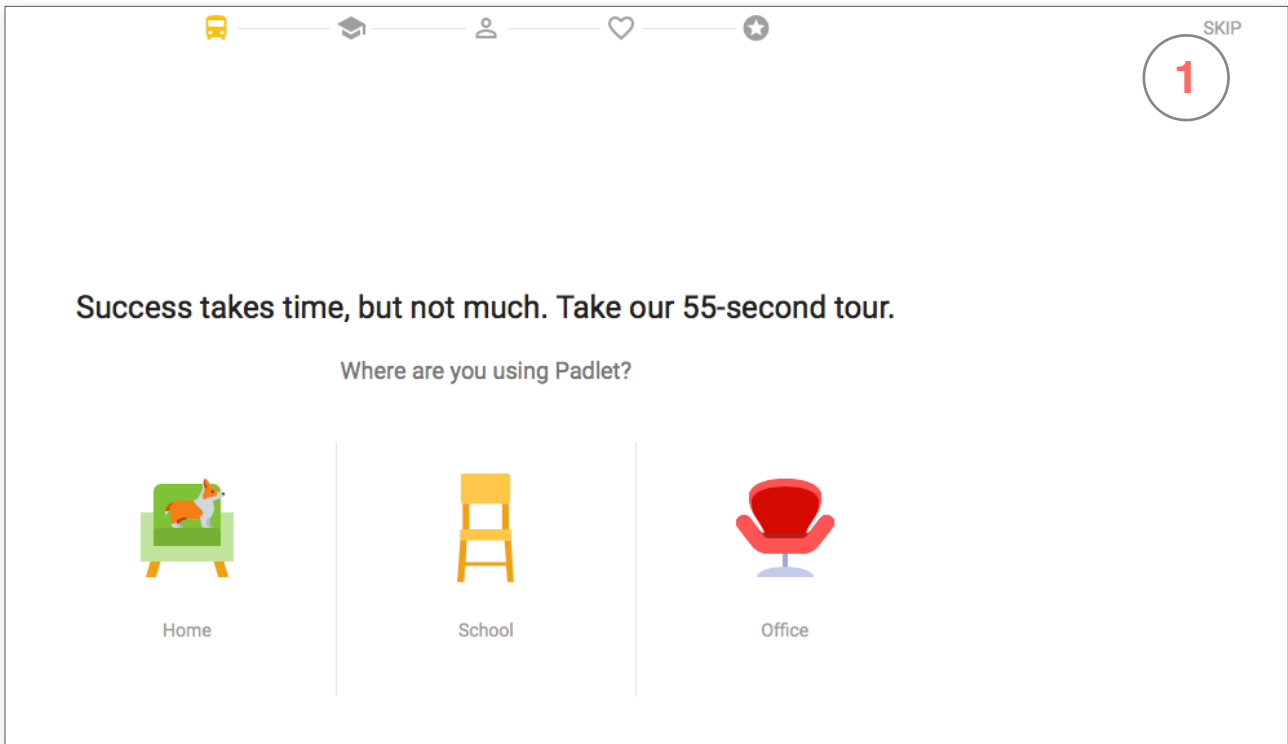 SKIP
1
Success takes time, but not much. Take our 55-second tour.
Where are you using Padlet?
Home
School
Office